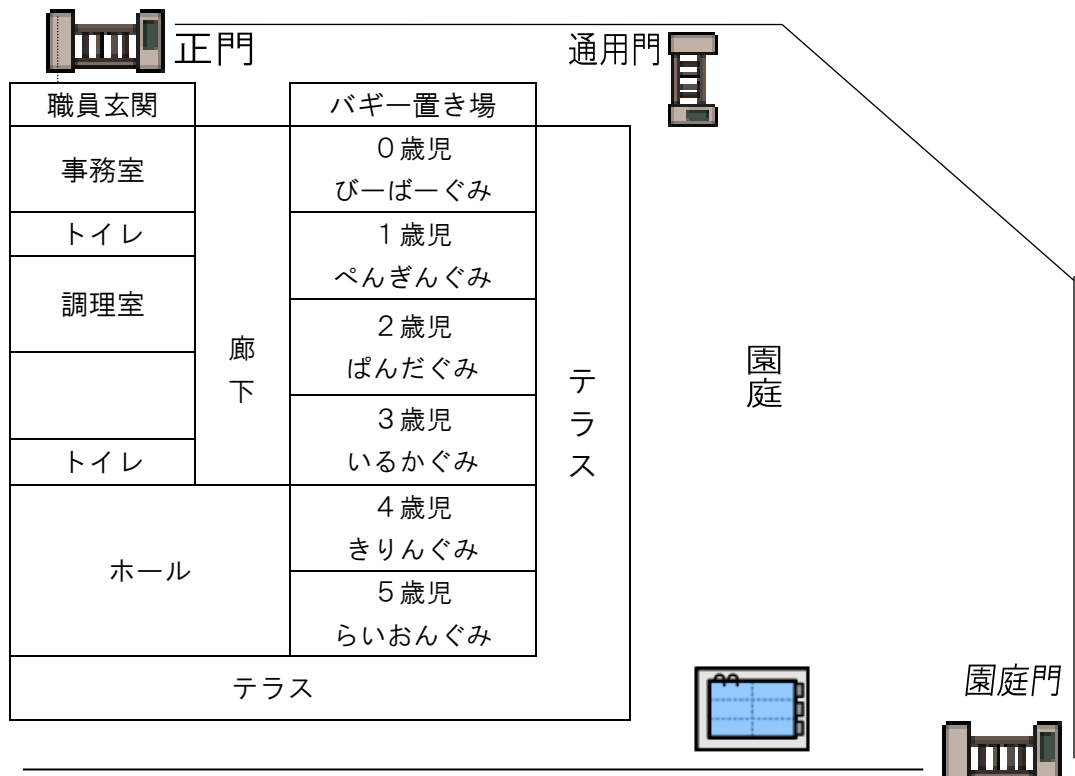 正門
通用門
職員玄関
バギー置き場
事務室
０歳児
びーばーぐみ
トイレ
１歳児
ぺんぎんぐみ
調理室
２歳児
ぱんだぐみ
廊下
３歳児
いるかぐみ
トイレ
テラス
園庭
ホール
４歳児
きりんぐみ
５歳児
らいおんぐみ
テラス
園庭門